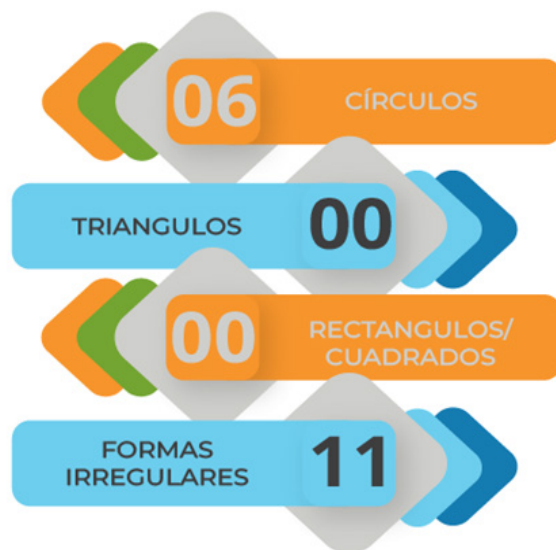 06 CÍRCULOS
TRIANGULOS 00
00 RECTANGULOS/
CUADRADOS
FORMAS
IRREGULARES 11